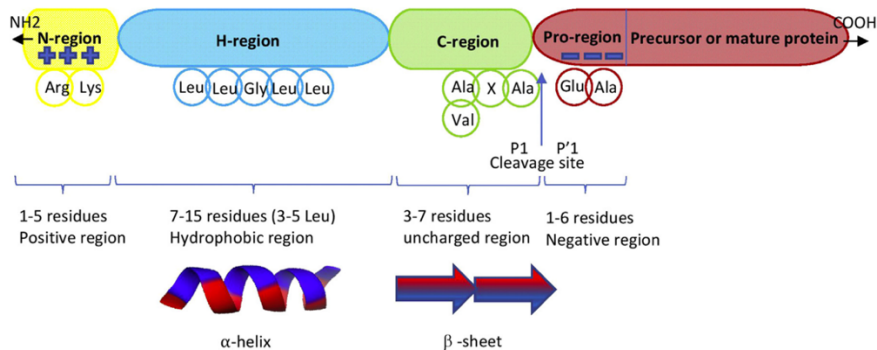 NH2
COOH
N-region
H-region
C-region
Pro-region
Precursor or mature protein
+ + +
- - -
Arg Lys
Leu Leu Gly Leu Leu
Ala X Ala
Val
Glu Ala
P1 P'1
Cleavage site
1-5 residues
Positive region
7-15 residues (3-5 Leu)
Hydrophobic region
3-7 residues
uncharged region
1-6 residues
Negative region
α-helix
β -sheet